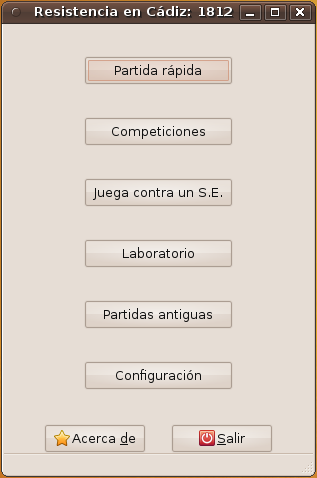 Resistencia en Cádiz: 1812
Partida rápida
Competiciones
Juega contra un S.E.
Laboratorio
Partidas antiguas
Configuración
Acerca de
Salir